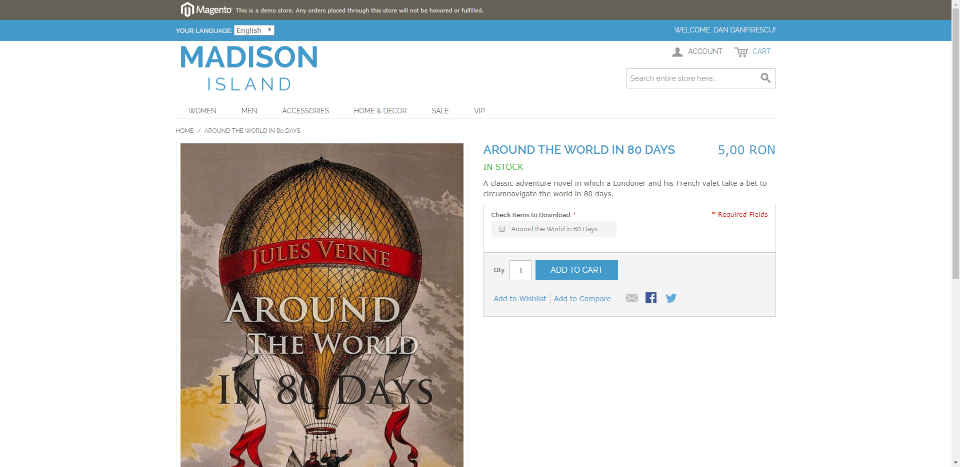 Magento® This is a demo store. Any orders placed through this store will not be honored or fulfilled.
YOUR LANGUAGE: English
WELCOME, DAN DANFIRESCU!
MADISON
ISLAND
ACCOUNT CART
Search entire store here...
WOMEN MEN ACCESSORIES HOME & DECOR SALE VIP
HOME / AROUND THE WORLD IN 80 DAYS
JULES VERNE
AROUND
THE WORLD
IN 80 DAYS
AROUND THE WORLD IN 80 DAYS 5,00 RON
IN STOCK
A classic adventure novel in which a Londoner and his French valet take a bet to
circumnavigate the world in 80 days.
Check Items to Download * * Required Fields
Around the World in 80 Days
Qty 1 ADD TO CART
Add to Wishlist Add to Compare